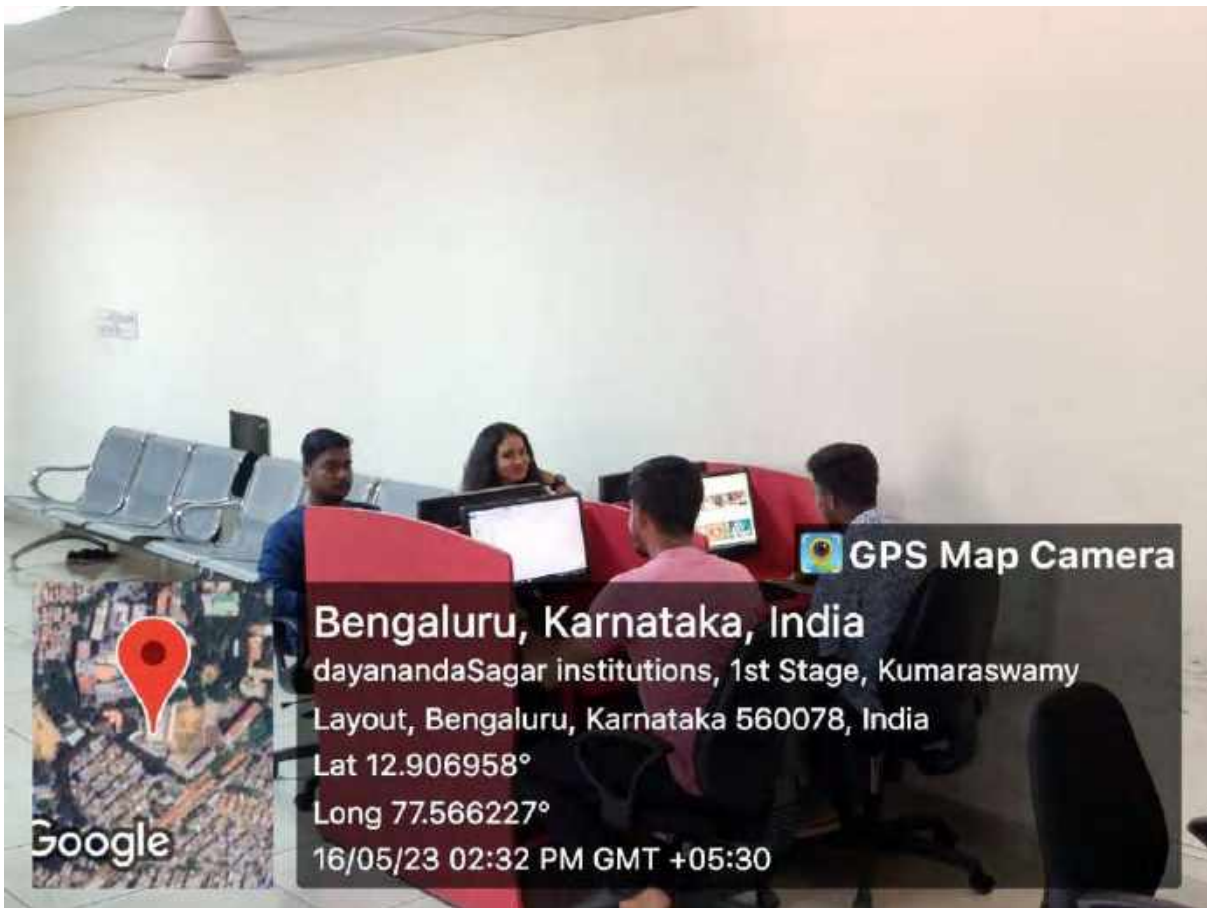 GPS Map Camera
Bengaluru, Karnataka, India
dayanandaSagar institutions, 1st Stage, Kumaraswamy
Layout, Bengaluru, Karnataka 560078, India
Lat 12.906958°
Long 77.566227°
16/05/23 02:32 PM GMT +05:30
Google